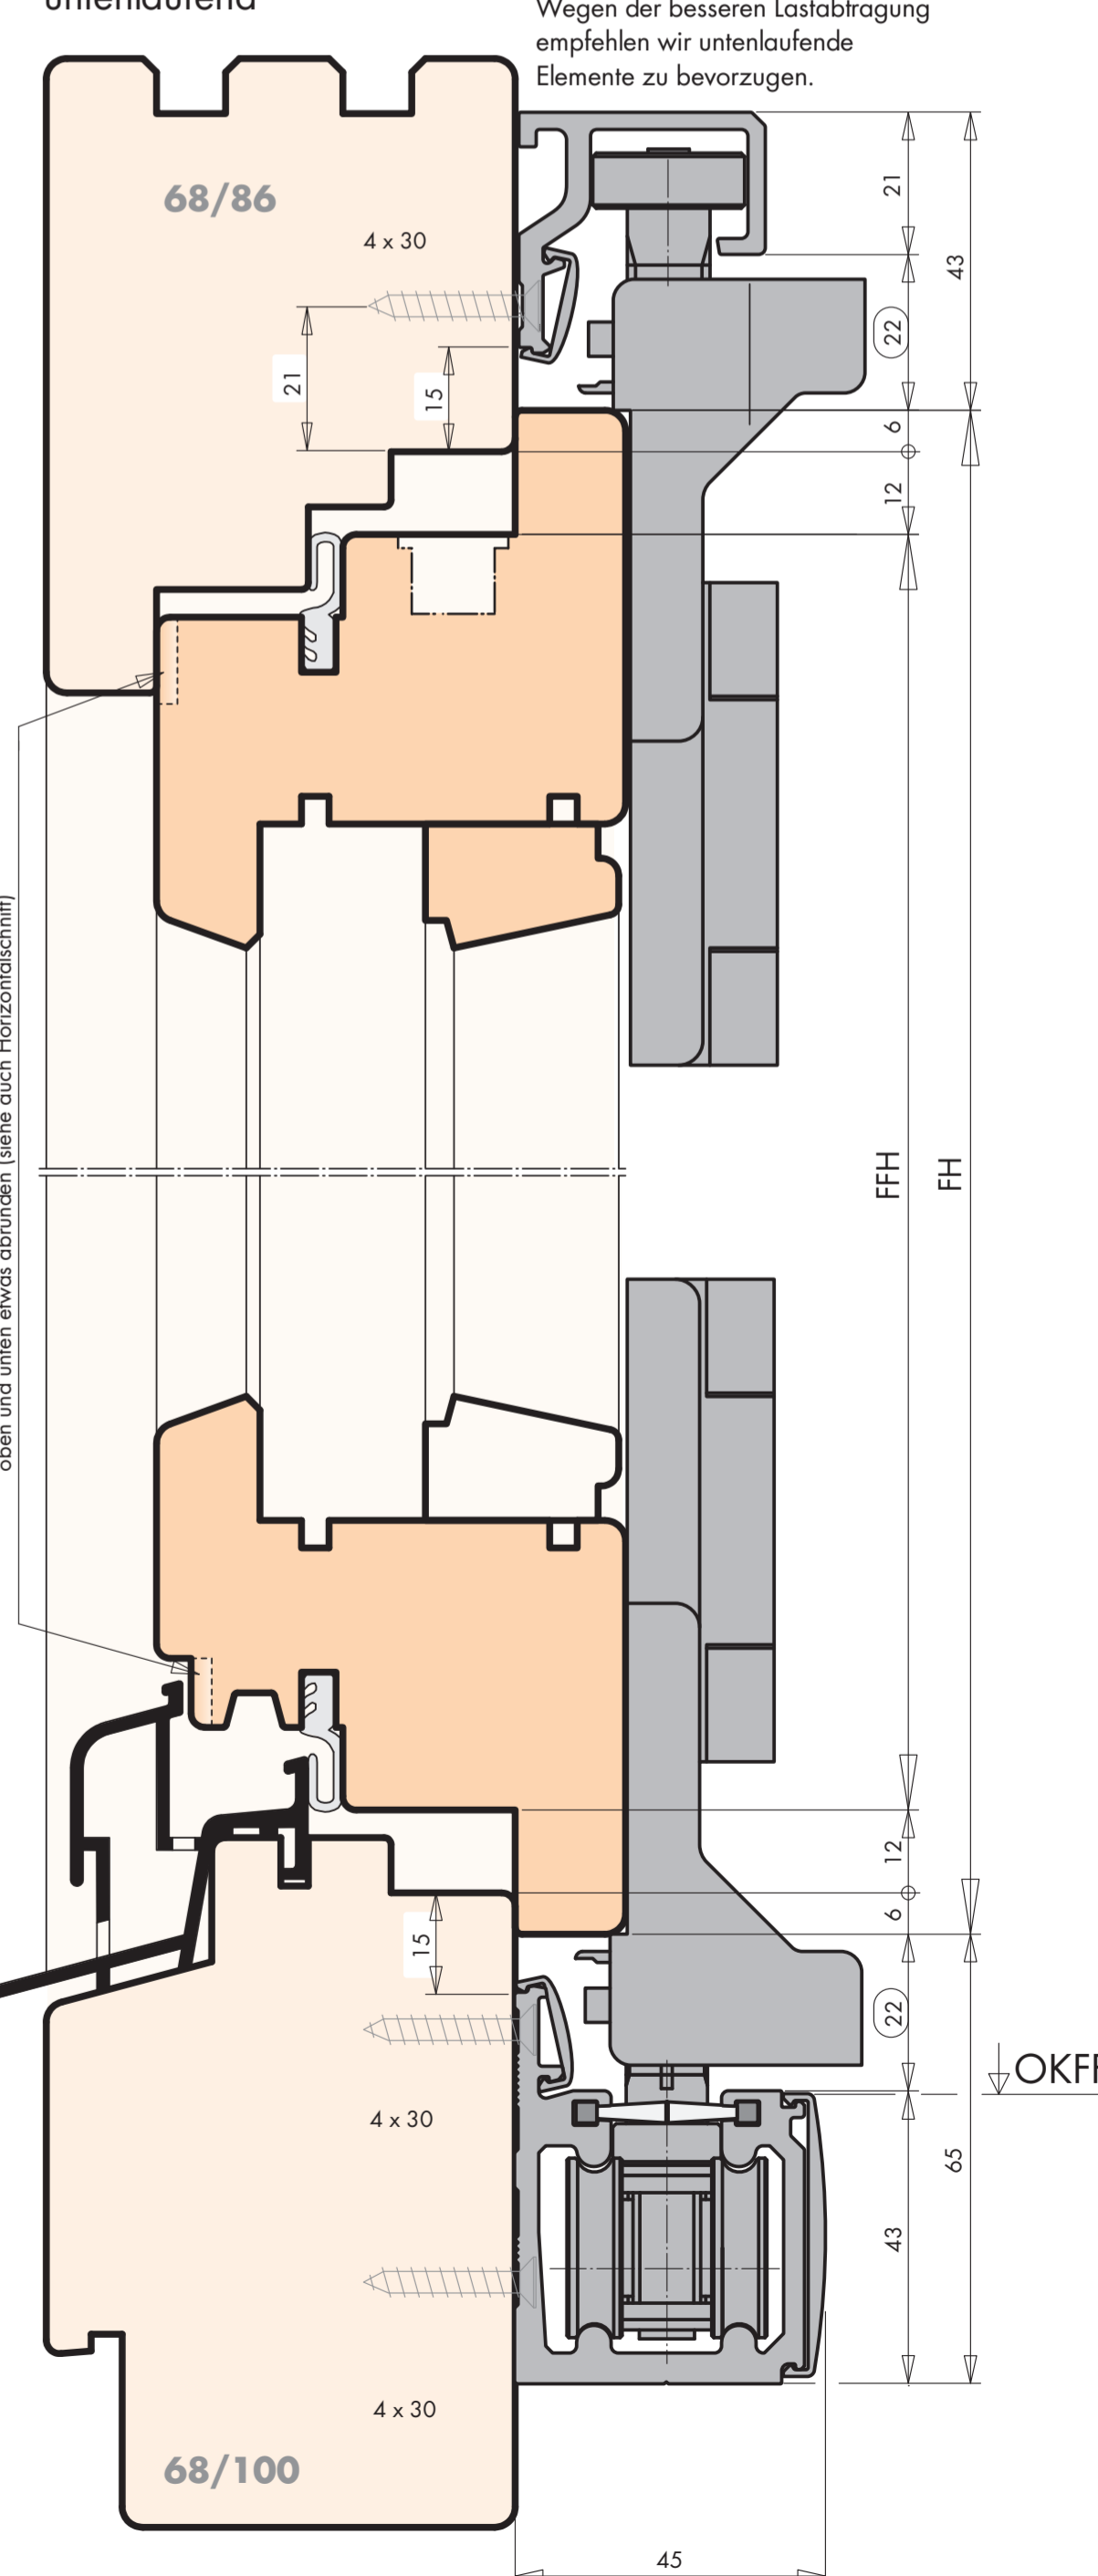 untenlaufend
Wegen der besseren Lastabtragung
empfehlen wir untenlaufende
Elemente zu bevorzugen.
68/86
4 x 30
21
15
21
43
22
6
12
oben und unten etwas abrunden (siehe auch Horizontalschnitt)
FFH
FH
12
6
15
22
OKFF
4 x 30
65
43
4 x 30
68/100
45